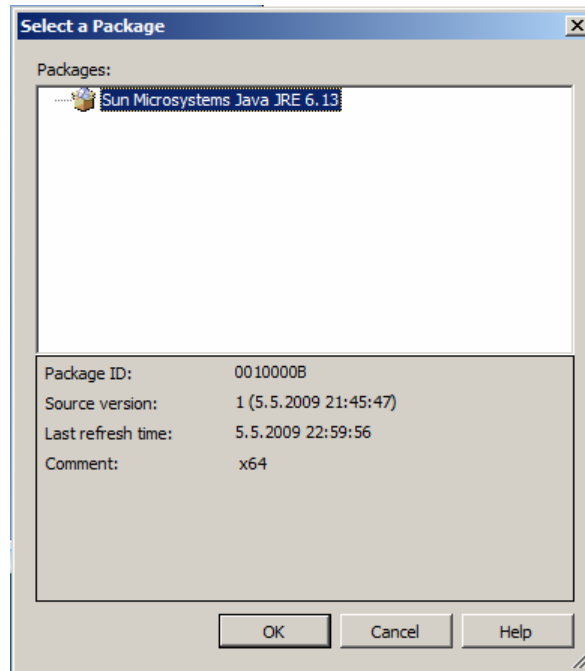 Select a Package
Packages:
Sun Microsystems Java JRE 6.13
Package ID: 0010000B
Source version: 1 (5.5.2009 21:45:47)
Last refresh time: 5.5.2009 22:59:56
Comment: x64
OK Cancel Help